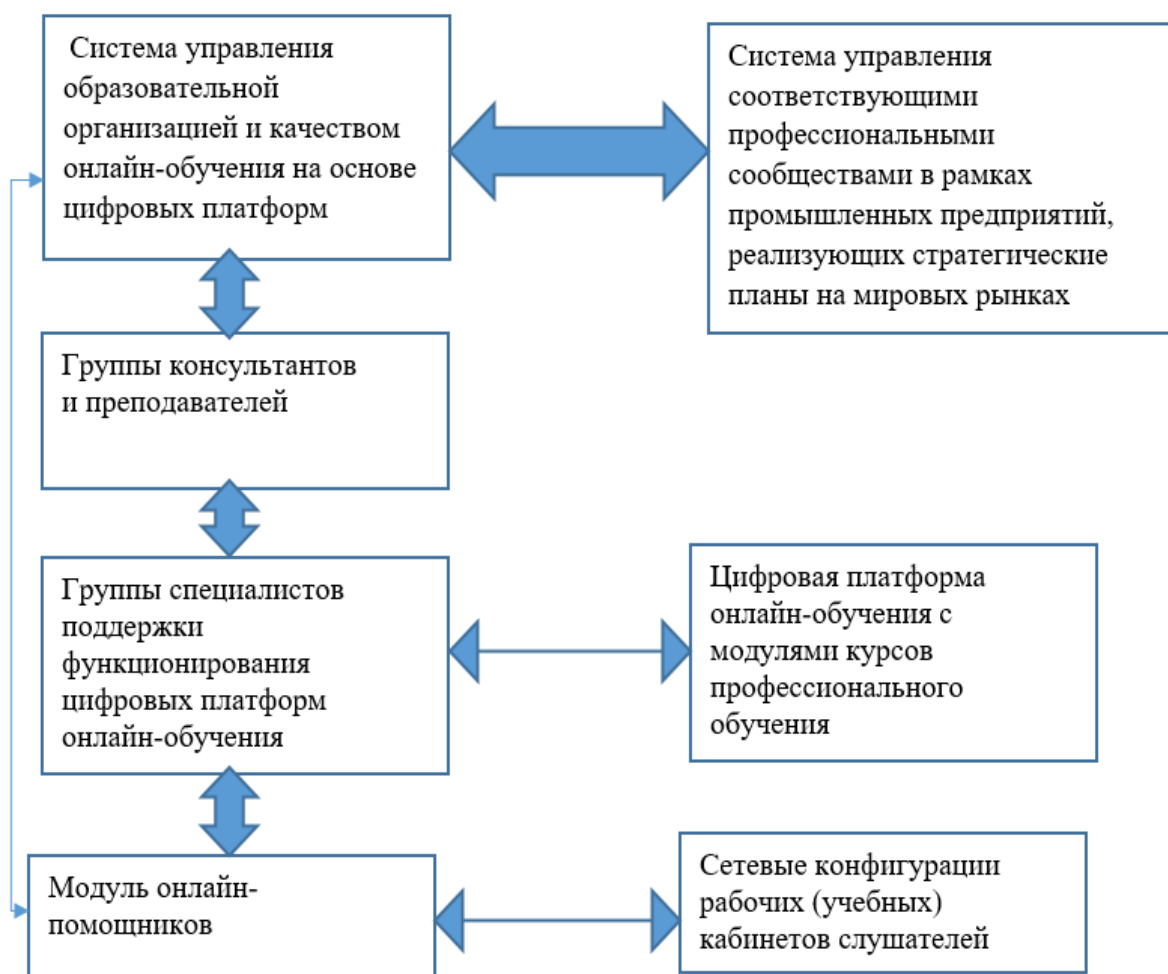 Система управления
образовательной
организацией и качеством
онлайн-обучения на основе
цифровых платформ
Система управления
соответствующими
профессиональными
сообществами в рамках
промышленных предприятий,
реализующих стратегические
планы на мировых рынках
Группы консультантов
и преподавателей
Группы специалистов
поддержки
функционирования
цифровых платформ
онлайн-обучения
Цифровая платформа
онлайн-обучения с
модулями курсов
профессионального
обучения
Модуль онлайн-
помощников
Сетевые конфигурации
рабочих (учебных)
кабинетов слушателей